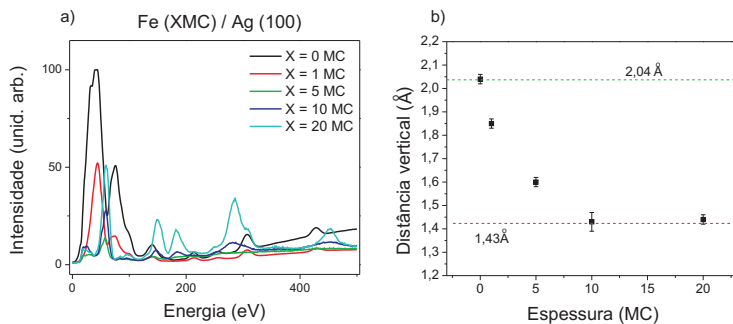 a)
Fe (XMC) / Ag (100)
Intensidade (unid. arb.)
100
50
0
X = 0 MC
X = 1 MC
X = 5 MC
X = 10 MC
X = 20 MC
0 200 400
Energia (eV)
b)
Distância vertical (Å)
2,2
2,1
2,0
1,9
1,8
1,7
1,6
1,5
1,4
1,3
1,2
2,04 Å
1,43Å
0 5 10 15 20
Espessura (MC)